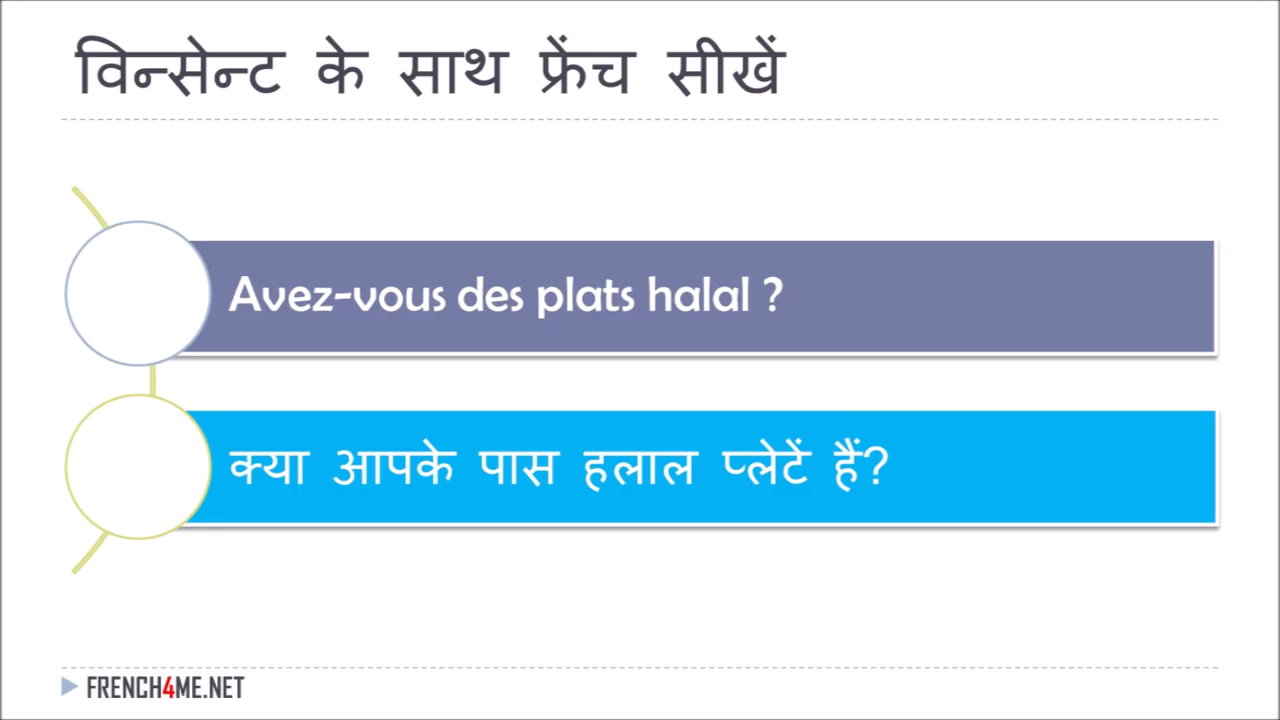 विन्सेन्ट के साथ फ्रेंच सीखें
Avez-vous des plats halal ?
क्या आपके पास हलाल प्लेटें हैं?
FRENCH4ME.NET